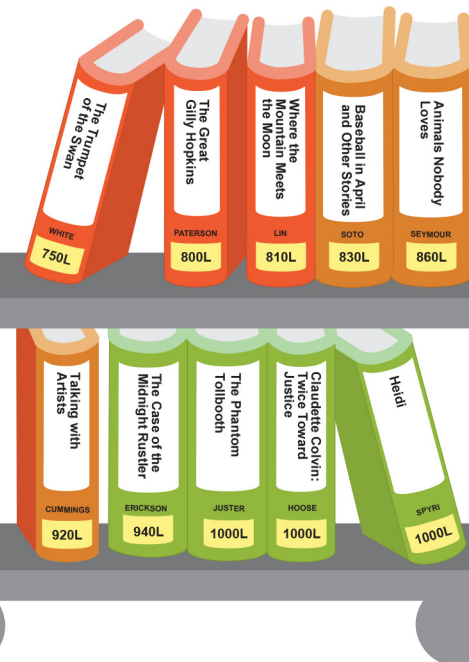 The Trumpet
of the Swan
WHITE
750L
The Great
Gilly Hopkins
PATERSON
800L
Where the
Mountain Meets
the Moon
LIN
810L
Baseball in April
and Other Stories
SOTO
830L
Animals Nobody
Loves
SEYMOUR
860L
Talking with
Artists
CUMMINGS
920L
The Case of the
Midnight Rustler
ERICKSON
940L
The Phantom
Tollbooth
JUSTER
1000L
Claudette Colvin:
Twice Toward
Justice
HOOSE
1000L
Heidi
SPYRI
1000L